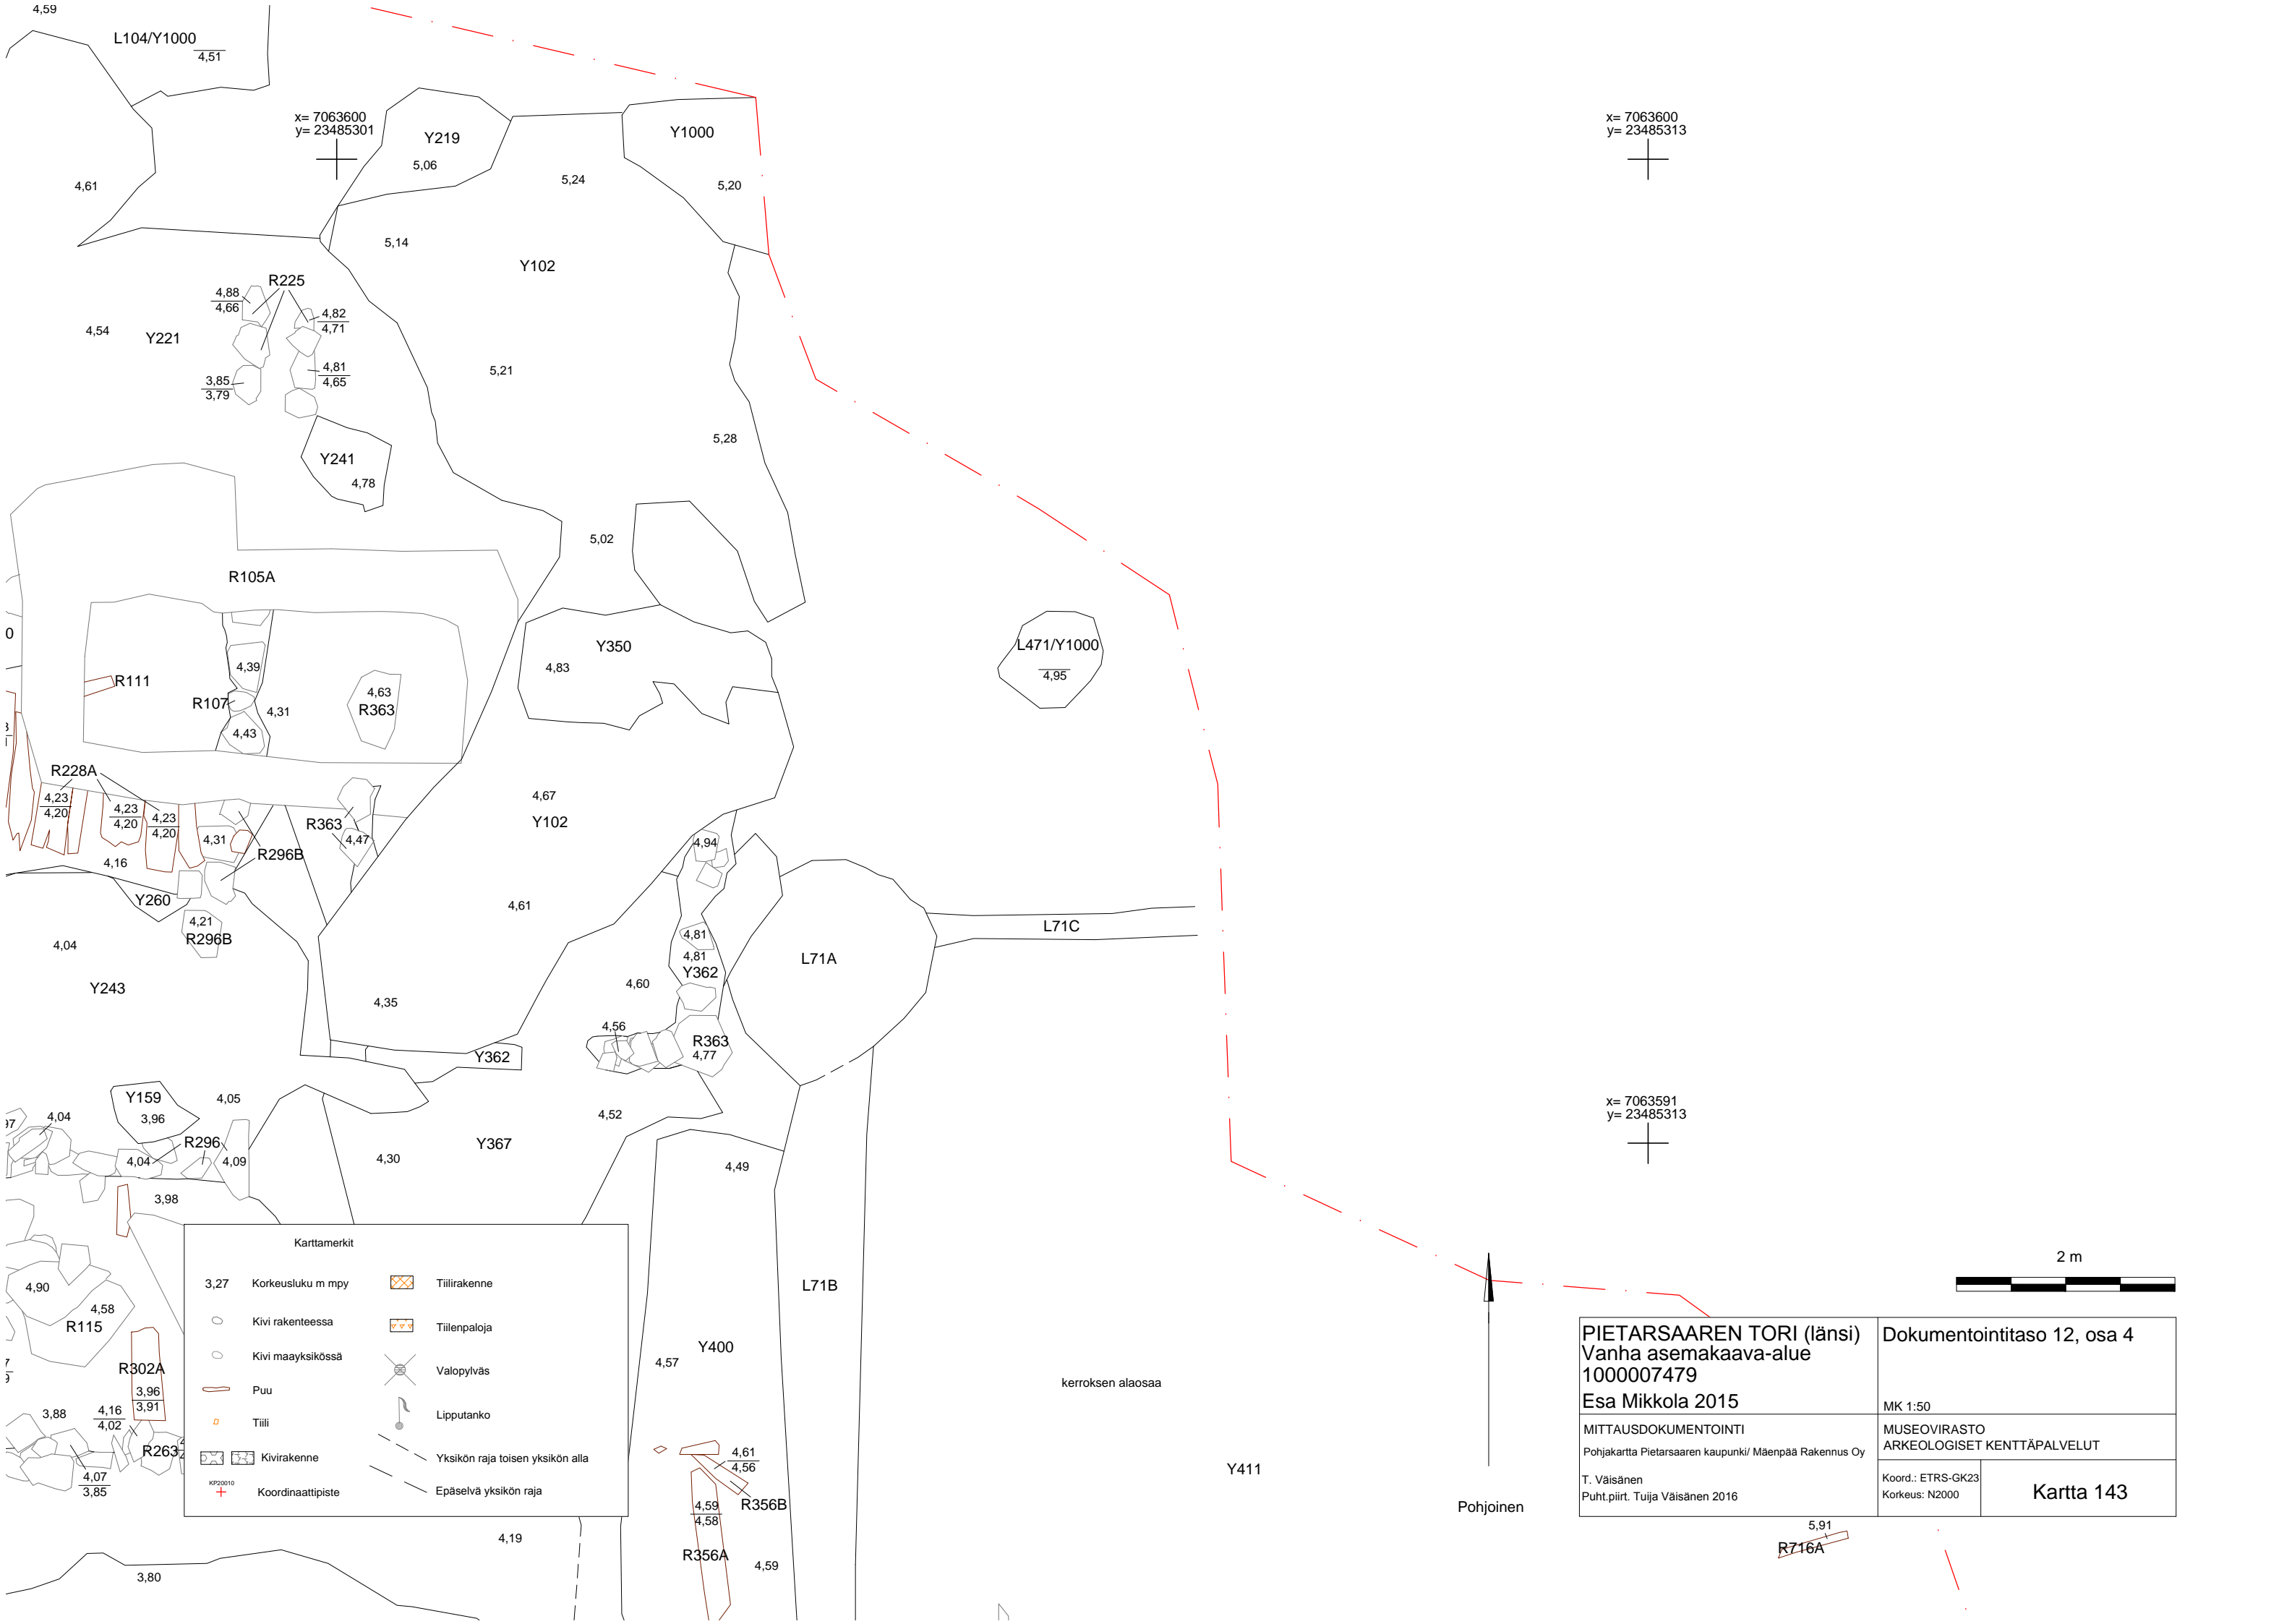 4,59
L104/Y1000
4,51
x= 7063600
y= 23485301
x= 7063600
y= 23485313
Y219
5,06
Y1000
5,20
5,24
4,61
5,14
Y102
R225
4,88
4,66
4,82
4,71
4,54
Y221
4,81
4,65
3,85
3,79
5,21
5,28
Y241
4,78
5,02
R105A
0
Y350
4,83
L471/Y1000
4,95
4,39
R111
R107
4,31
4,63
R363
4,43
R228A
4,23
4,20
4,23
4,20
4,23
4,20
4,31
4,16
R296B
R363
4,47
4,67
Y102
4,94
Y260
4,21
R296B
4,61
4,04
Y243
4,81
4,81
Y362
L71A
L71C
4,60
4,35
4,56
R363
4,77
Y362
Y159
3,96
4,05
4,04
97
R296
4,04
4,09
3,98
4,52
Y367
4,30
4,49
x= 7063591
y= 23485313
4,90
4,58
R115
R302A
3,96
3,91
3,88
4,16
4,02
R263
4,07
3,85
Karttamerkit
3,27 Korkeusluku m mpy
Kivi rakenteessa
Kivi maayksikössä
Puu
Tiili
Kivirakenne
KP20010
Koordinaattipiste
Tiilirakenne
Tiilenpaloja
Valopylväs
Lipputanko
Yksikön raja toisen yksikön alla
Epäselvä yksikön raja
L71B
Y400
4,57
kerroksen alaosaa
Y411
4,61
4,56
R356B
4,59
4,58
R356A
4,59
4,19
3,80
Pohjoinen
2 m
PIETARSAAREN TORI (länsi)
Vanha asemakaava-alue
1000007479
Esa Mikkola 2015
Dokumentointitaso 12, osa 4
MK 1:50
MITTAUSDOKUMENTOINTI
Pohjakartta Pietarsaaren kaupunki/ Mäenpää Rakennus Oy
T. Väisänen
Puht.piirt. Tuija Väisänen 2016
MUSEOVIRASTO
ARKEOLOGISET KENTTÄPALVELUT
Koord.: ETRS-GK23
Korkeus: N2000
Kartta 143
5,91
R716A